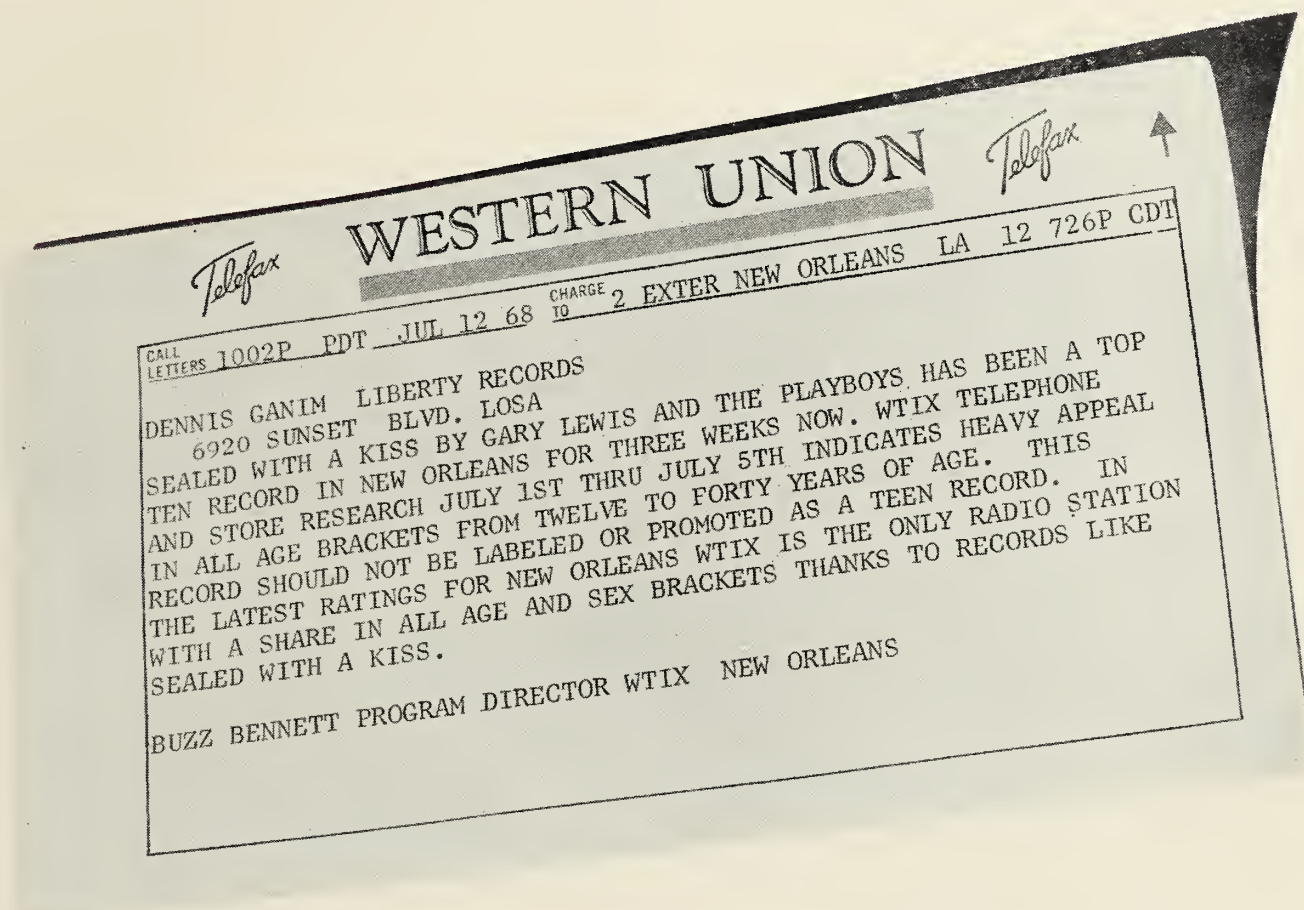 Telefax WESTERN UNION Telefax
CALL LETTERS 1002P PDT JUL 12 68 CHARGE TO 2 EXTER NEW ORLEANS LA 12 726P CDT
DENNIS GANIM LIBERTY RECORDS
6920 SUNSET BLVD. LOSA
SEALED WITH A KISS BY GARY LEWIS AND THE PLAYBOYS HAS BEEN A TOP
TEN RECORD IN NEW ORLEANS FOR THREE WEEKS NOW. WTIX TELEPHONE
AND STORE RESEARCH JULY 1ST THRU JULY 5TH INDICATES HEAVY APPEAL
IN ALL AGE BRACKETS FROM TWELVE TO FORTY YEARS OF AGE. THIS
RECORD SHOULD NOT BE LABELED OR PROMOTED AS A TEEN RECORD. IN
THE LATEST RATINGS FOR NEW ORLEANS WTIX IS THE ONLY RADIO STATION
WITH A SHARE IN ALL AGE AND SEX BRACKETS THANKS TO RECORDS LIKE
SEALED WITH A KISS.
BUZZ BENNETT PROGRAM DIRECTOR WTIX NEW ORLEANS